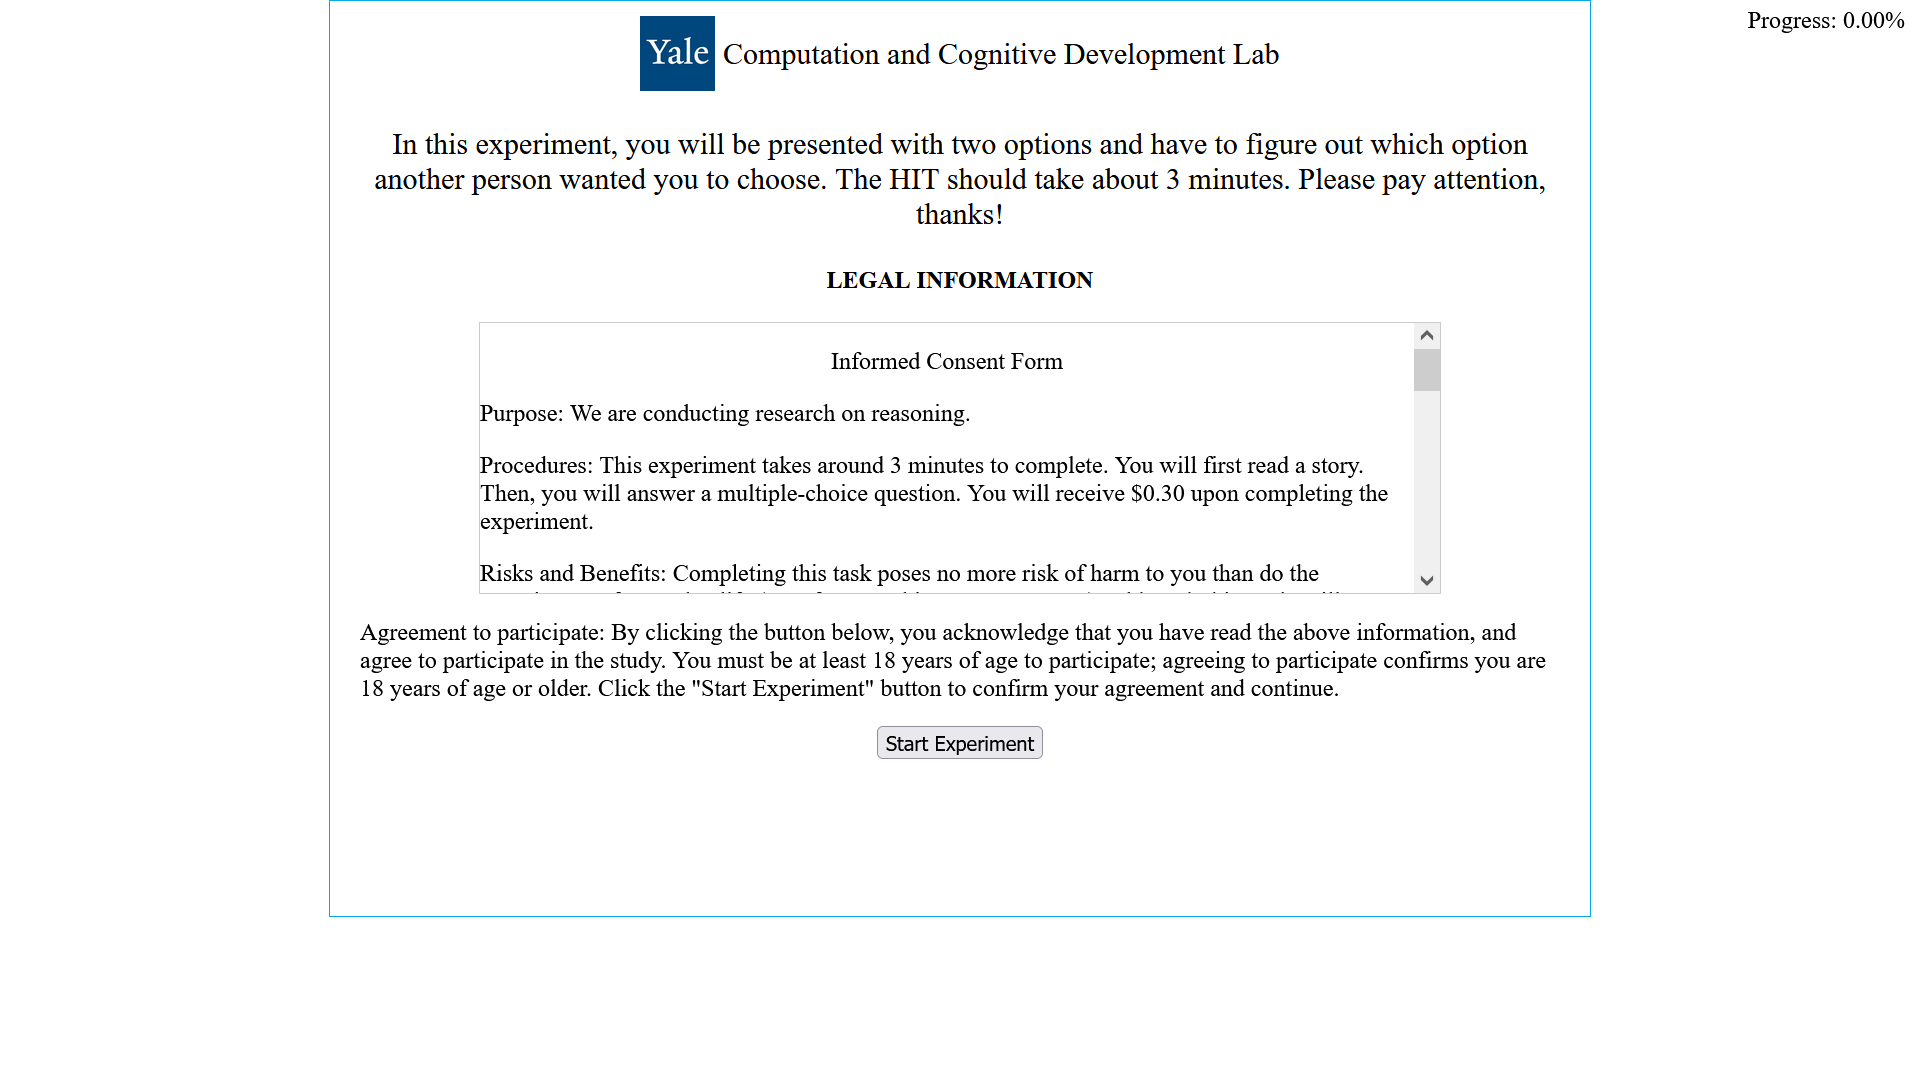 Progress: 0.00%
Yale Computation and Cognitive Development Lab
In this experiment, you will be presented with two options and have to figure out which option
another person wanted you to choose. The HIT should take about 3 minutes. Please pay attention,
thanks!
LEGAL INFORMATION
Informed Consent Form
Purpose: We are conducting research on reasoning.
Procedures: This experiment takes around 3 minutes to complete. You will first read a story.
Then, you will answer a multiple-choice question. You will receive $0.30 upon completing the
experiment.
Risks and Benefits: Completing this task poses no more risk of harm to you than do the
Agreement to participate: By clicking the button below, you acknowledge that you have read the above information, and
agree to participate in the study. You must be at least 18 years of age to participate; agreeing to participate confirms you are
18 years of age or older. Click the "Start Experiment" button to confirm your agreement and continue.
Start Experiment